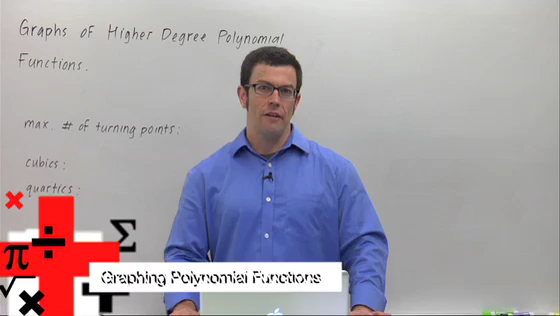 Graphs of Higher Degree Polynomial
Functions.
max. # of turning points:
cubics:
quartics:
Graphing Polynomial Functions